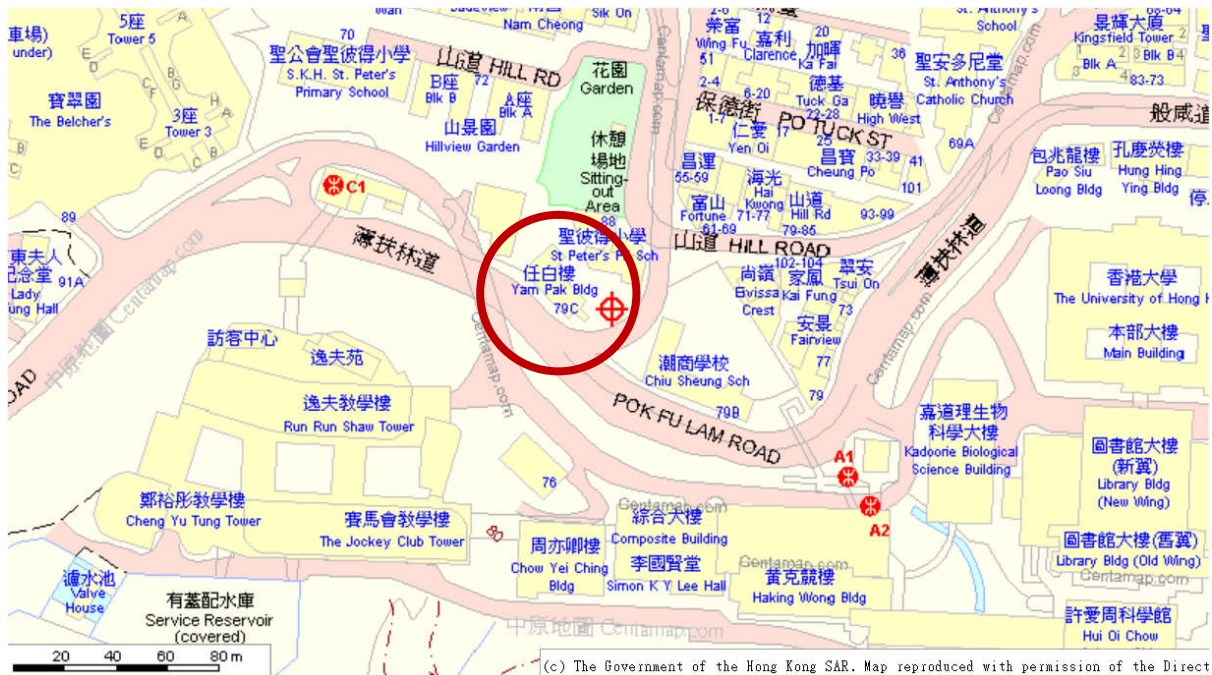 車場)
under)
5座
Tower 5
寶翠園
The Belcher's
3座
Tower 3
70
聖公會聖彼得小學
S.K.H. St. Peter's
Primary School
Nam Cheong
Sik On
山道 HILL RD
B座
Blk B
72
A座
Blk A
山景園
Hillview Garden
花園
Garden
休憩
場地
Sitting-
out
Area
88
榮富
Wing Fu
51
2-4
12
嘉利
Clarence
20
加暉
Ka Fai
36
6-20
德基
Tuck Ga
22-28
曉譽
High West
保德街 PO TUCK ST
1-7
仁愛
Yen Oi
17
25
昌寶
Cheung Po
33-39
41
101
昌運
55-59
海光
Hai
Kwong
71-77
山道
Hill Rd
79-85
93-99
富山
Fortune
61-69
St. Anthony's
School
聖安多尼堂
St. Anthony's
Catholic Church
69A
景輝大廈
Kingsfield Tower
Blk A
Blk B
83-73
般咸道
包兆龍樓
Pao Siu
Loong Bldg
孔慶熒樓
Hung Hing
Ying Bldg
C1
89
薄扶林道
聖彼得小學
St Peter's Pr Sch
任白樓
Yam Pak Bldg
79C
山道 HILL ROAD
102-104
尚嶺
Eivissa
Crest
家鳳
Kai Fung
翠安
Tsui On
73
安景
Fairview
77
79
薄扶林道
香港大學
The University of Hong
本部大樓
Main Building
東夫人
紀念堂
91A
Lady
ung Hall
訪客中心
逸夫苑
逸夫教學樓
Run Run Shaw Tower
潮商學校
Chiu Sheung Sch
79B
POK FU LAM ROAD
嘉道理生物
科學大樓
Kadoorie Biological
Science Building
A1
A2
圖書館大樓
(新翼)
Library Bldg
(New Wing)
圖書館大樓(舊翼)
Library Bldg (Old Wing)
76
鄭裕彤教學樓
Cheng Yu Tung Tower
賽馬會教學樓
The Jockey Club Tower
80
周亦卿樓
Chow Yei Ching
Bldg
綜合大樓
Composite Building
李國賢堂
Simon K Y Lee Hall
黃克競樓
Haking Wong Bldg
許愛周科學館
Hui Oi Chow
濾水池
Valve
House
有蓋配水庫
Service Reservoir
(covered)
中原地圖 Centamap.com
20 40 60 80 m
(c) The Government of the Hong Kong SAR. Map reproduced with permission of the Direct